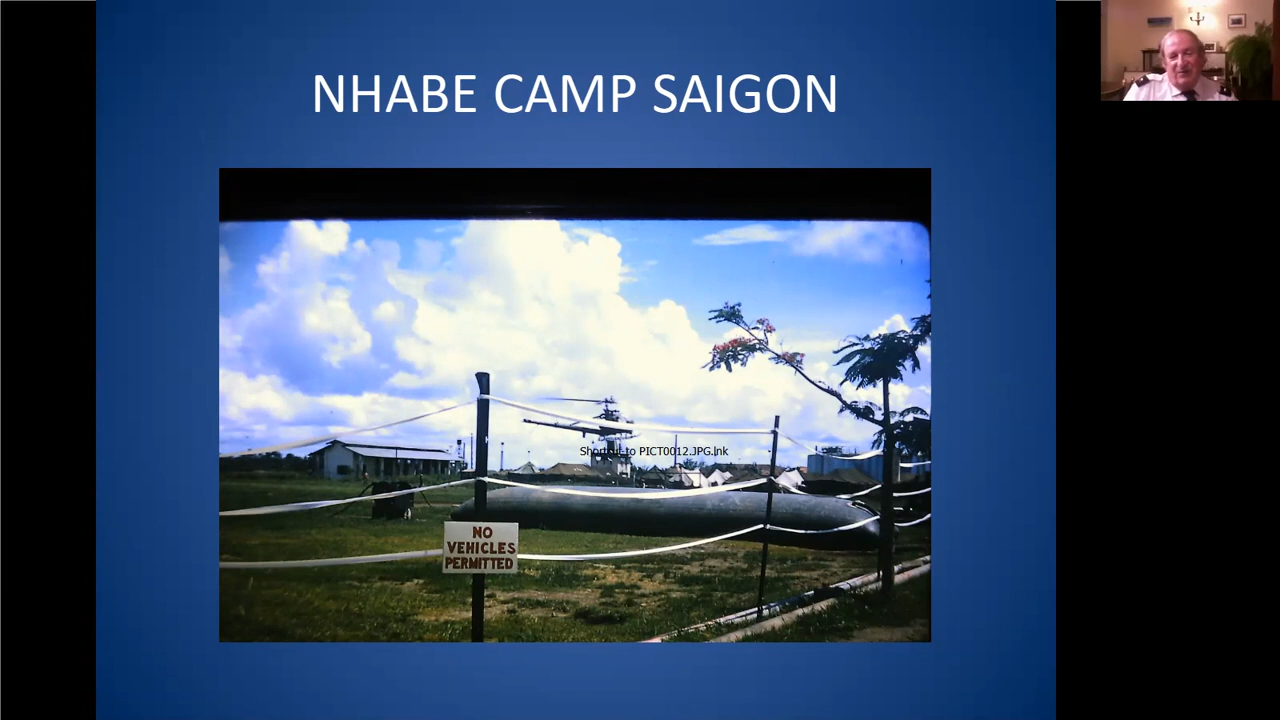 NHABE CAMP SAIGON
Shortcut to PICT0012.JPG.lnk
NO
VEHICLES
PERMITTED